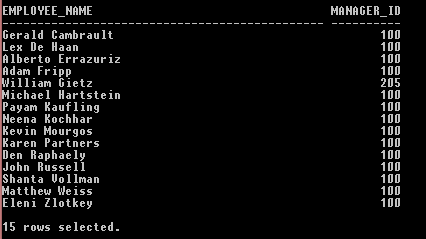 EMPLOYEE_NAME MANAGER_ID
---------------------------------------------- ----------
Gerald Cambrault 100
Lex De Haan 100
Alberto Errazuriz 100
Adam Fripp 100
William Gietz 205
Michael Hartstein 100
Payam Kaufling 100
Neena Kochhar 100
Kevin Mourgos 100
Karen Partners 100
Den Raphaely 100
John Russell 100
Shanta Vollman 100
Matthew Weiss 100
Eleni Zlotkey 100
15 rows selected.